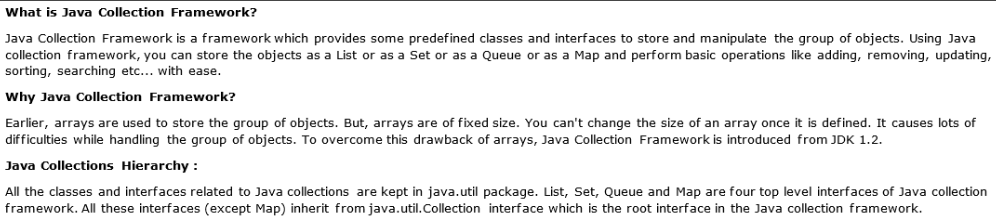 What is Java Collection Framework?
Java Collection Framework is a framework which provides some predefined classes and interfaces to store and manipulate the group of objects. Using Java
collection framework, you can store the objects as a List or as a Set or as a Queue or as a Map and perform basic operations like adding, removing, updating,
sorting, searching etc... with ease.
Why Java Collection Framework?
Earlier, arrays are used to store the group of objects. But, arrays are of fixed size. You can't change the size of an array once it is defined. It causes lots of
difficulties while handling the group of objects. To overcome this drawback of arrays, Java Collection Framework is introduced from JDK 1.2.
Java Collections Hierarchy :
All the classes and interfaces related to Java collections are kept in java.util package. List, Set, Queue and Map are four top level interfaces of Java collection
framework. All these interfaces (except Map) inherit from java.util.Collection interface which is the root interface in the Java collection framework.